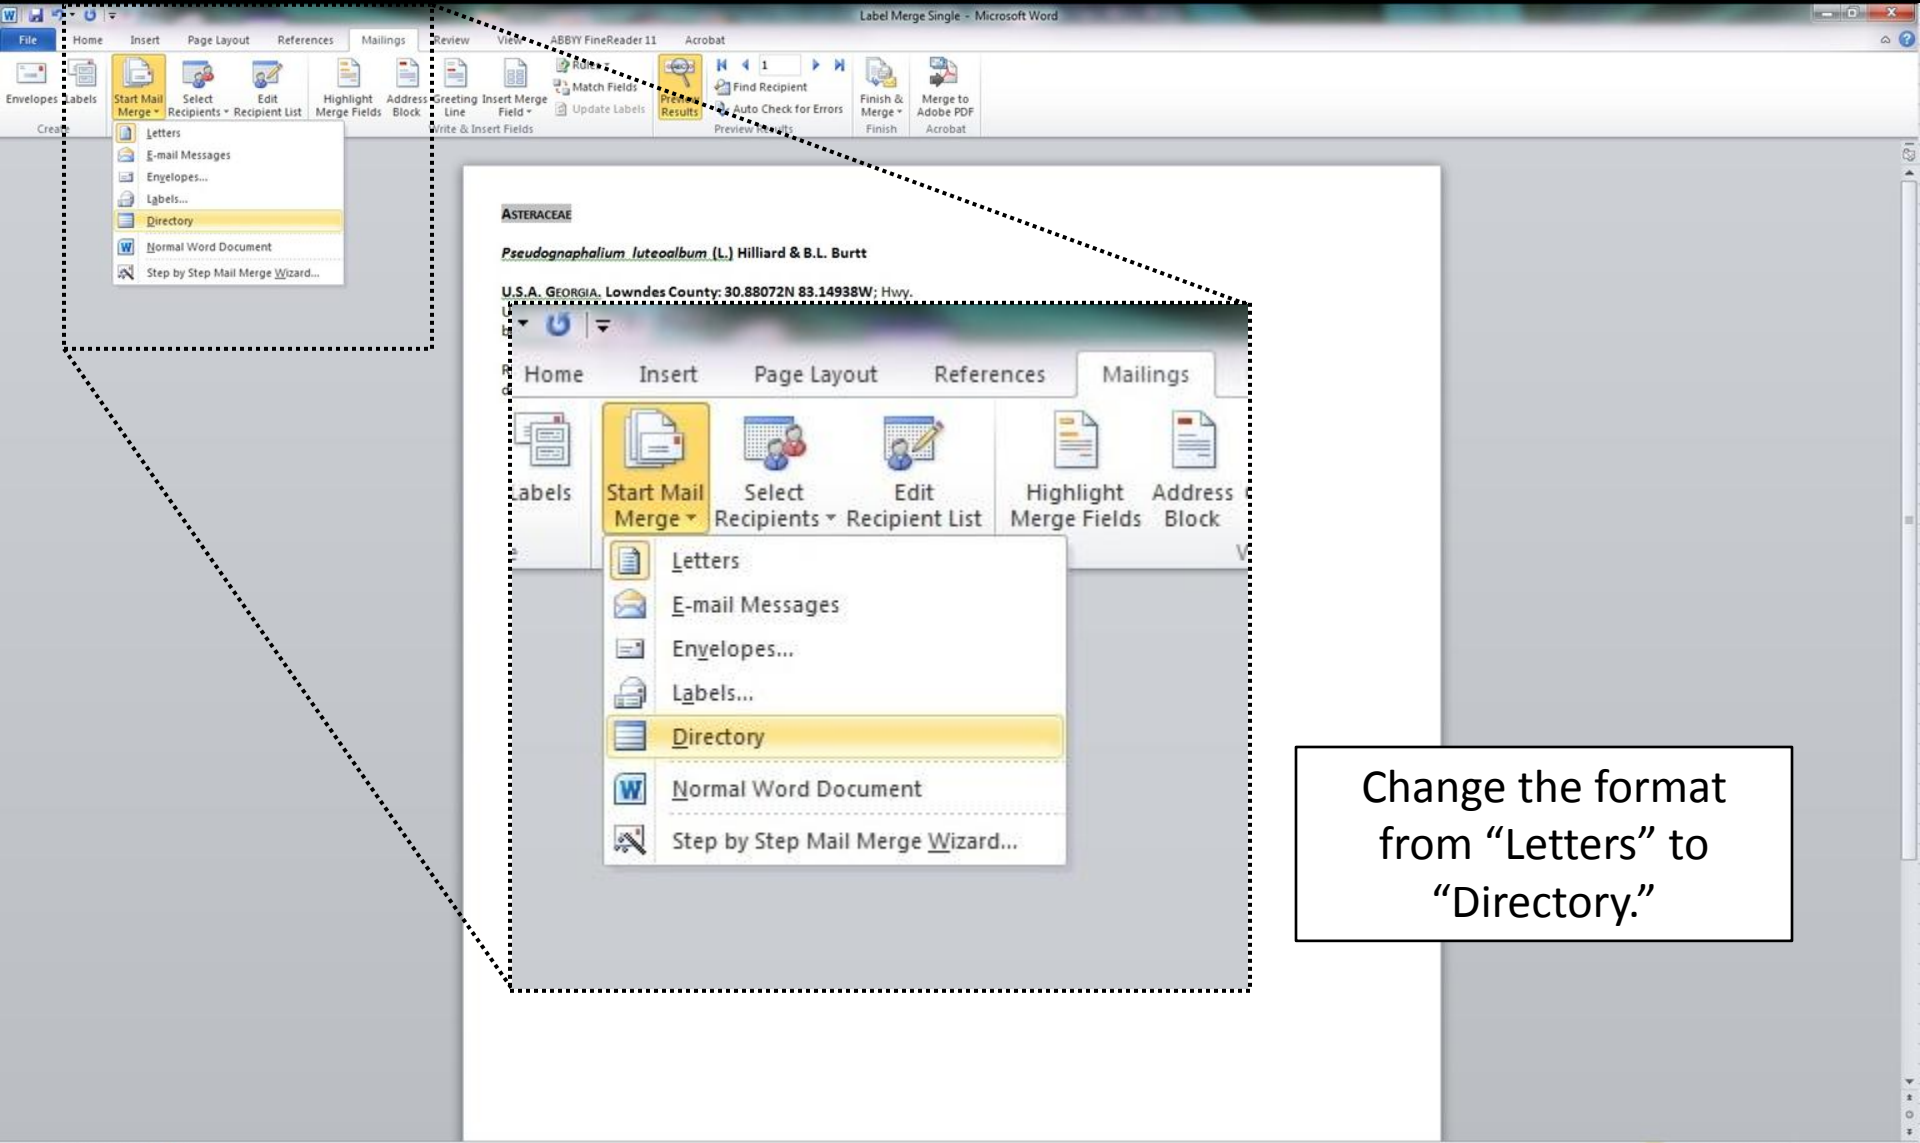 Label Merge Single - Microsoft Word
File Home Insert Page Layout References Mailings Review View ABBYY FineReader 11 Acrobat
Envelopes Labels Start Mail Merge Select Recipients Edit Recipient List Highlight Merge Fields Address Block Greeting Line Insert Merge Field Rules Match Fields Update Labels Preview Results 1 Find Recipient Auto Check for Errors Finish & Merge Merge to Adobe PDF
Create Write & Insert Fields Preview Results Finish Acrobat
Letters
E-mail Messages
Envelopes...
Labels...
Directory
Normal Word Document
Step by Step Mail Merge Wizard...
ASTERACEAE
Pseudognaphalium luteoalbum (L.) Hilliard & B.L. Burtt
U.S.A. GEORGIA. Lowndes County: 30.88072N 83.14938W; Hwy.
Home Insert Page Layout References Mailings
abels Start Mail Select Edit Highlight Address
Merge Recipients Recipient List Merge Fields Block
Letters
E-mail Messages
Envelopes...
Labels...
Directory
Normal Word Document
Step by Step Mail Merge Wizard...
Change the format
from “Letters” to
“Directory.”